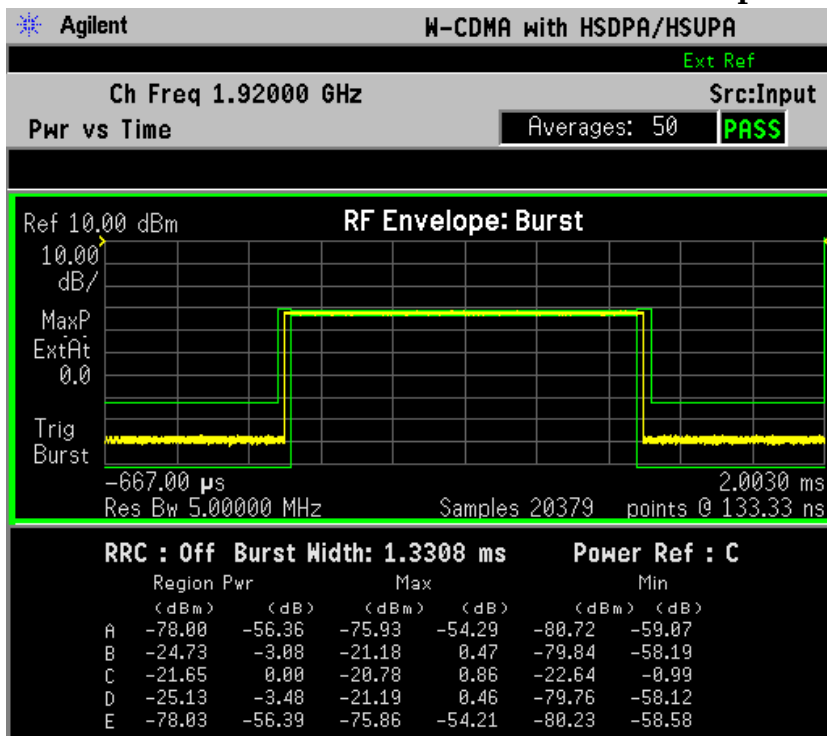 Agilent W-CDMA with HSDPA/HSUPA
Ext Ref
Ch Freq 1.92000 GHz Src:Input
Pwr vs Time Averages: 50 PASS
Ref 10.00 dBm RF Envelope: Burst
10.00
dB/
MaxP
ExtAt
0.0
Trig
Burst
-667.00 µs 2.0030 ms
Res Bw 5.00000 MHz Samples 20379 points @ 133.33 ns
RRC : Off Burst Width: 1.3308 ms Power Ref : C
Region Pwr Max Min
(dBm) (dB) (dBm) (dB) (dBm) (dB)
A -78.00 -56.36 -75.93 -54.29 -80.72 -59.07
B -24.73 -3.08 -21.18 0.47 -79.84 -58.19
C -21.65 0.00 -20.78 0.86 -22.64 -0.99
D -25.13 -3.48 -21.19 0.46 -79.76 -58.12
E -78.03 -56.39 -75.86 -54.21 -80.23 -58.58